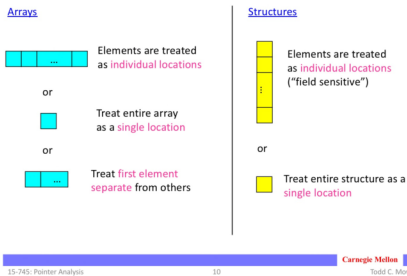 Arrays
...
Elements are treated
as individual locations
or
Treat entire array
as a single location
or
...
Treat first element
separate from others
Structures
...
Elements are treated
as individual locations
("field sensitive")
or
Treat entire structure as a
single location
Carnegie Mellon
15-745: Pointer Analysis
10
Todd C.